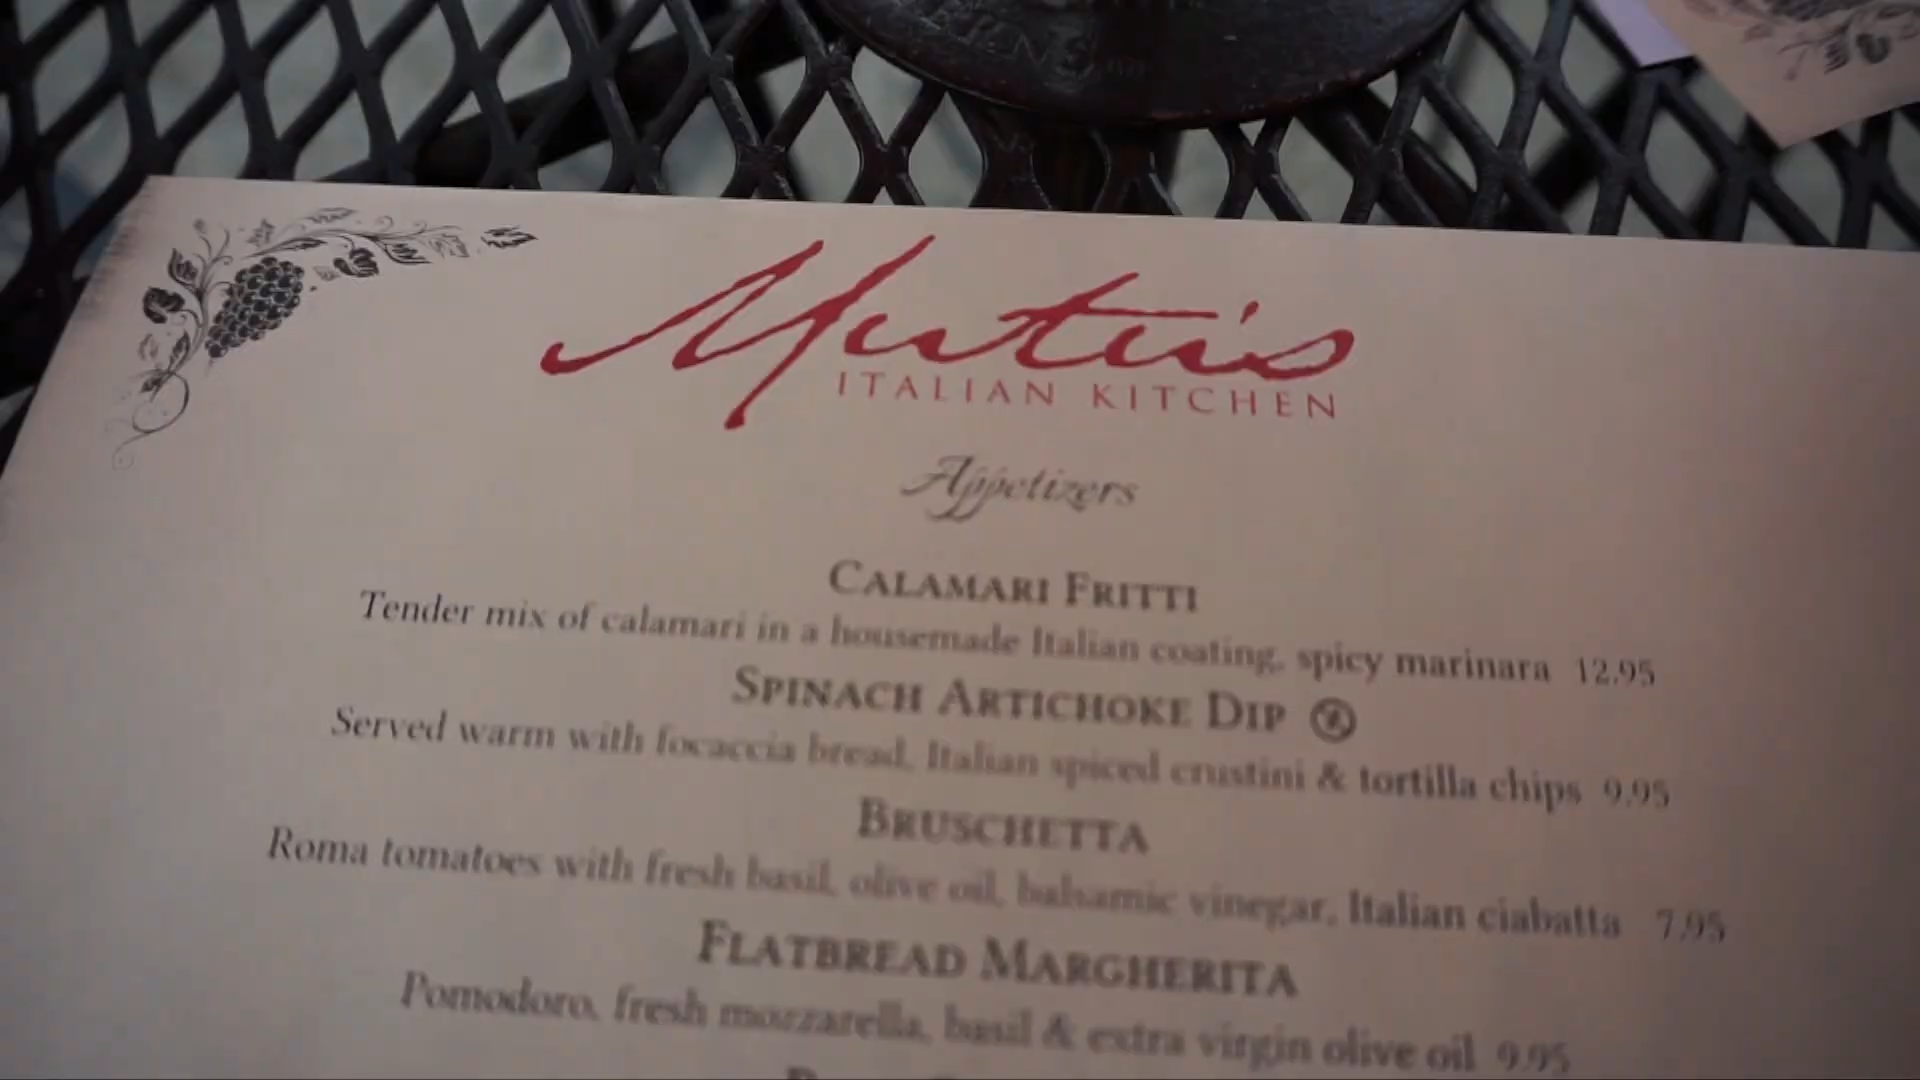 Mutu's
ITALIAN KITCHEN
Appetizers
CALAMARI FRITTI
Tender mix of calamari in a housemade Italian coating, spicy marinara 12.95
SPINACH ARTICHOKE DIP
Served warm with focaccia bread, Italian spiced crustini & tortilla chips 9.95
BRUSCHETTA
Roma tomatoes with fresh basil, olive oil, balsamic vinegar, Italian ciabatta 7.95
FLATBREAD MARGHERITA
Pomodoro, fresh mozzarella, basil & extra virgin olive oil 9.95